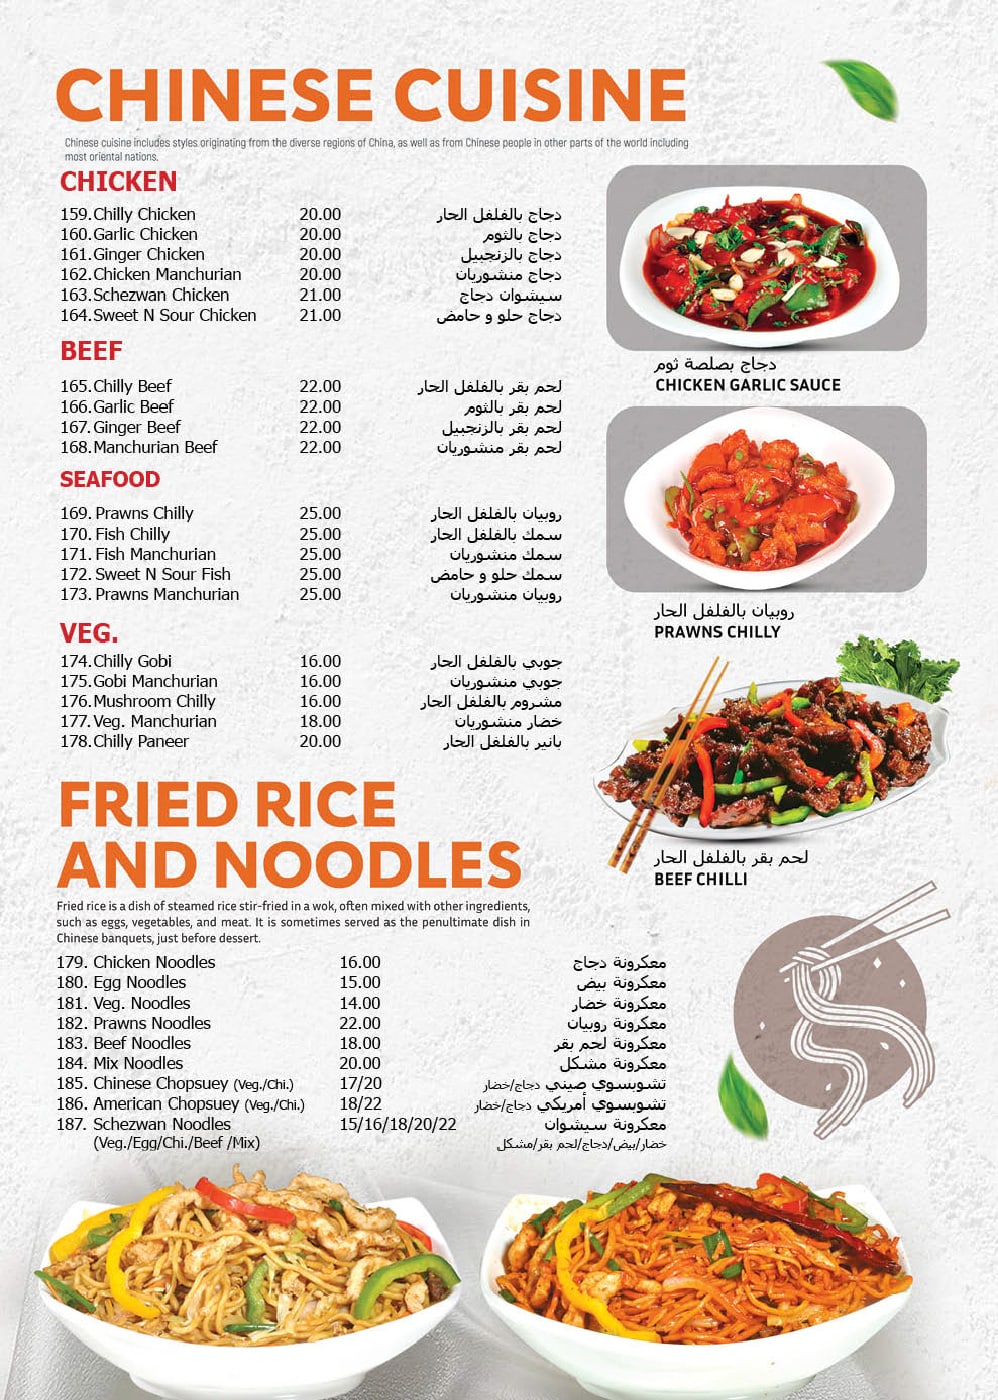 CHINESE CUISINE
Chinese cuisine includes styles originating from the diverse regions of China, as well as from Chinese people in other parts of the world including
most oriental nations.
CHICKEN
159. Chilly Chicken 20.00 دجاج بالفلفل الحار
160. Garlic Chicken 20.00 دجاج بالثوم
161. Ginger Chicken 20.00 دجاج بالزنجبيل
162. Chicken Manchurian 20.00 دجاج منشوريان
163. Schezwan Chicken 21.00 سيشوان دجاج
164. Sweet N Sour Chicken 21.00 دجاج حلو و حامض
BEEF
165. Chilly Beef 22.00 لحم بقر بالفلفل الحار
166. Garlic Beef 22.00 لحم بقر بالثوم
167. Ginger Beef 22.00 لحم بقر بالزنجبيل
168. Manchurian Beef 22.00 لحم بقر منشوريان
SEAFOOD
169. Prawns Chilly 25.00 روبيان بالفلفل الحار
170. Fish Chilly 25.00 سمك بالفلفل الحار
171. Fish Manchurian 25.00 سمك منشوريان
172. Sweet N Sour Fish 25.00 سمك حلو و حامض
173. Prawns Manchurian 25.00 روبيان منشوريان
VEG.
174. Chilly Gobi 16.00 جوبي بالفلفل الحار
175. Gobi Manchurian 16.00 جوبي منشوريان
176. Mushroom Chilly 16.00 مشروم بالفلفل الحار
177. Veg. Manchurian 18.00 خضار منشوريان
178. Chilly Paneer 20.00 بانير بالفلفل الحار
دجاج بصلصة ثوم
CHICKEN GARLIC SAUCE
روبيان بالفلفل الحار
PRAWNS CHILLY
لحم بقر بالفلفل الحار
BEEF CHILLI
FRIED RICE
AND NOODLES
Fried rice is a dish of steamed rice stir-fried in a wok, often mixed with other ingredients,
such as eggs, vegetables, and meat. It is sometimes served as the penultimate dish in
Chinese banquets, just before dessert.
179. Chicken Noodles 16.00 معكرونة دجاج
180. Egg Noodles 15.00 معكرونة بيض
181. Veg. Noodles 14.00 معكرونة خضار
182. Prawns Noodles 22.00 معكرونة روبيان
183. Beef Noodles 18.00 معكرونة لحم بقر
184. Mix Noodles 20.00 معكرونة مشكل
185. Chinese Chopsuey (Veg./Chi.) 17/20 تشوبسوي صيني دجاج/خضار
186. American Chopsuey (Veg./Chi.) 18/22 تشوبسوي أمريكي دجاج/خضار
187. Schezwan Noodles 15/16/18/20/22 معكرونة سيشوان
(Veg./Egg/Chi./Beef /Mix) خضار/بيض/دجاج/لحم بقر/مشكل